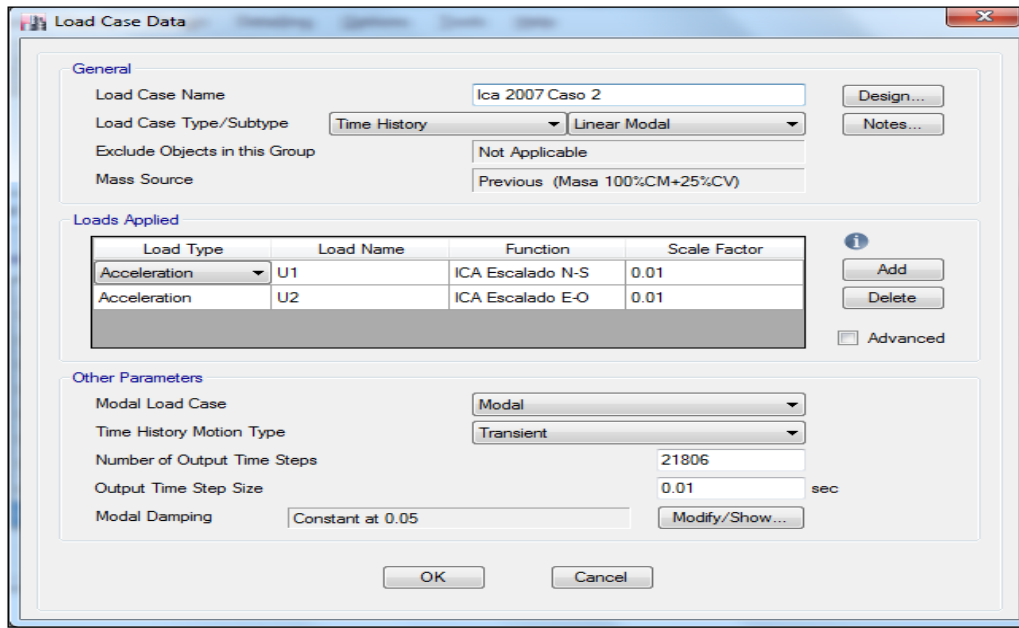 Load Case Data
General
Load Case Name Ica 2007 Caso 2 Design...
Load Case Type/Subtype Time History Linear Modal Notes...
Exclude Objects in this Group Not Applicable
Mass Source Previous (Masa 100%CM+25%CV)
Loads Applied
Load Type Load Name Function Scale Factor
Acceleration U1 ICA Escalado N-S 0.01 Add
Acceleration U2 ICA Escalado E-O 0.01 Delete
Advanced
Other Parameters
Modal Load Case Modal
Time History Motion Type Transient
Number of Output Time Steps 21806
Output Time Step Size 0.01 sec
Modal Damping Constant at 0.05 Modify/Show...
OK Cancel